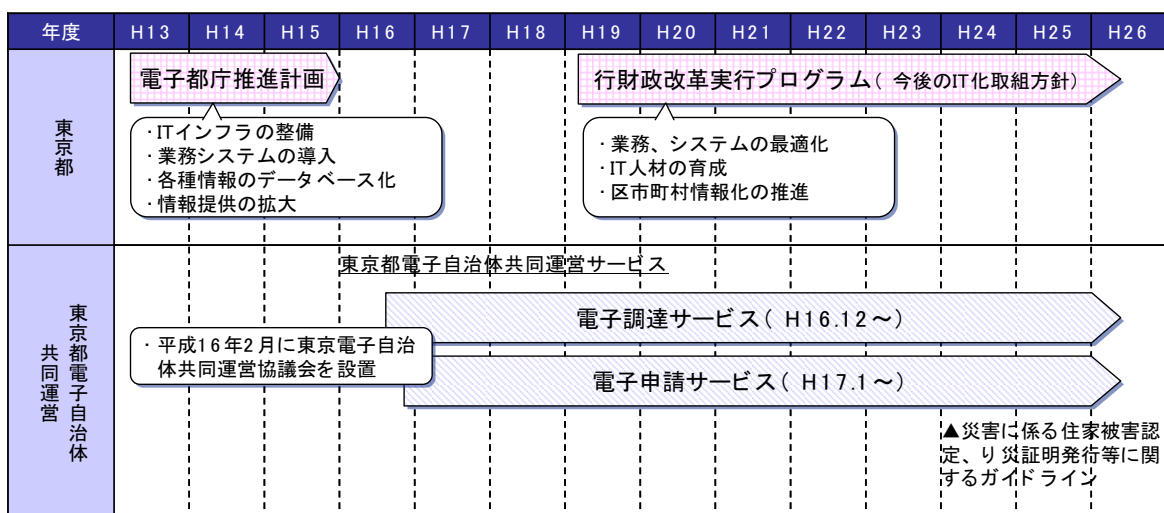 年度 H13 H14 H15 H16 H17 H18 H19 H20 H21 H22 H23 H24 H25 H26
東京都
電子都庁推進計画
・ITインフラの整備
・業務システムの導入
・各種情報のデータベース化
・情報提供の拡大
行財政改革実行プログラム(今後のIT化取組方針)
・業務、システムの最適化
・IT人材の育成
・区市町村情報化の推進
東京都電子自治体
共同運営
東京都電子自治体共同運営サービス
電子調達サービス(H16.12~)
・平成16年2月に東京電子自治
体共同運営協議会を設置
電子申請サービス(H17.1~)
▲災害に係る住家被害認
定、り災証明発行等に関
するガイドライン